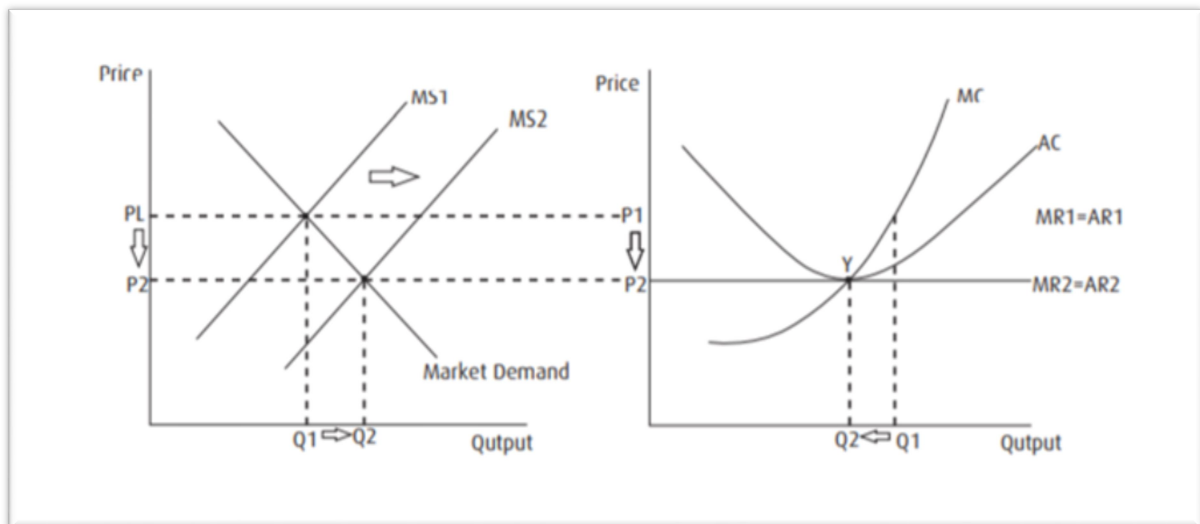 Price
MS1
MS2
PL
P2
Market Demand
Q1
Q2
Qutput
Price
MC
AC
P1
MR1=AR1
Y
P2
MR2=AR2
Q2
Q1
Qutput